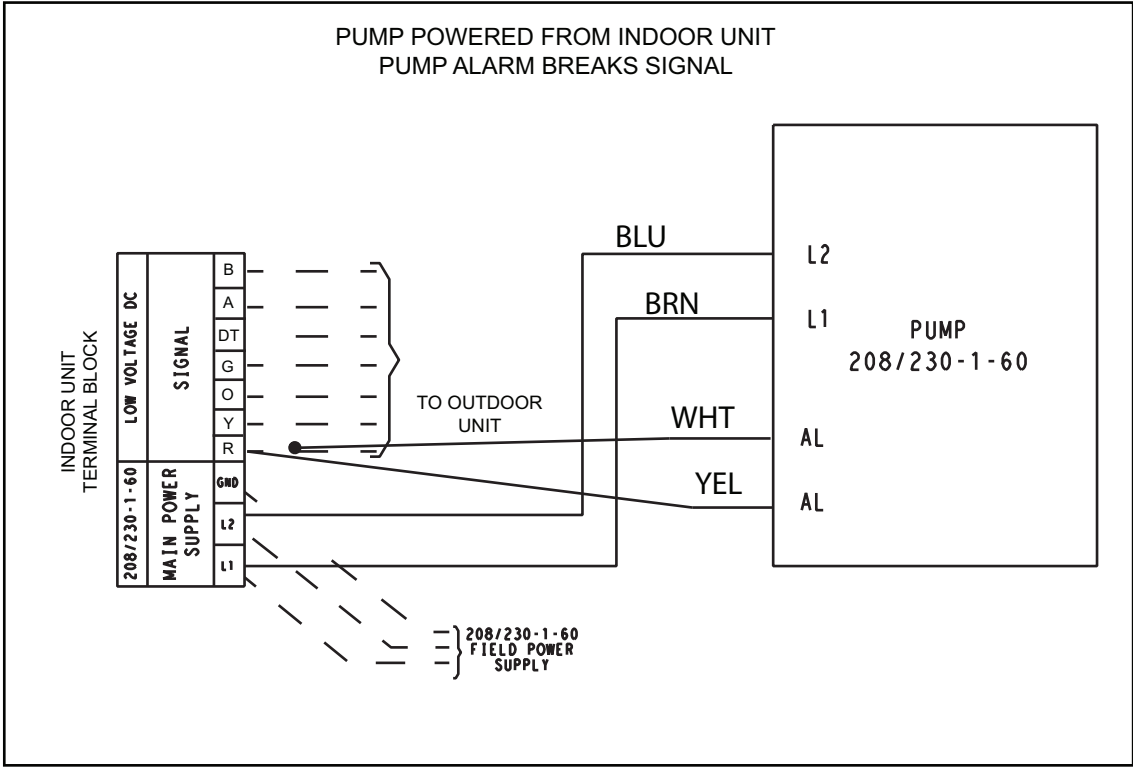 PUMP POWERED FROM INDOOR UNIT
PUMP ALARM BREAKS SIGNAL
INDOOR UNIT
TERMINAL BLOCK
LOW VOLTAGE DC
SIGNAL
B
A
DT
G
O
Y
R
208/230-1-60
MAIN POWER
SUPPLY
GND
L2
L1
TO OUTDOOR
UNIT
208/230-1-60
FIELD POWER
SUPPLY
BLU
BRN
WHT
YEL
L2
L1
PUMP
208/230-1-60
AL
AL